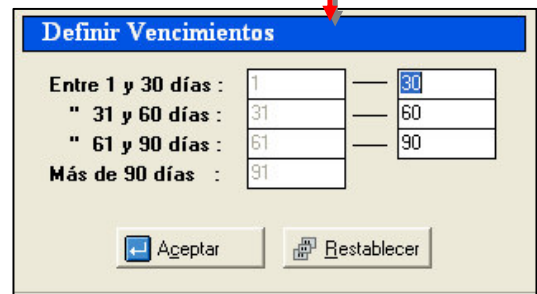 Definir Vencimientos
Entre 1 y 30 días : 1 30
" 31 y 60 días : 31 60
" 61 y 90 días : 61 90
Más de 90 días : 91
Aceptar Restablecer